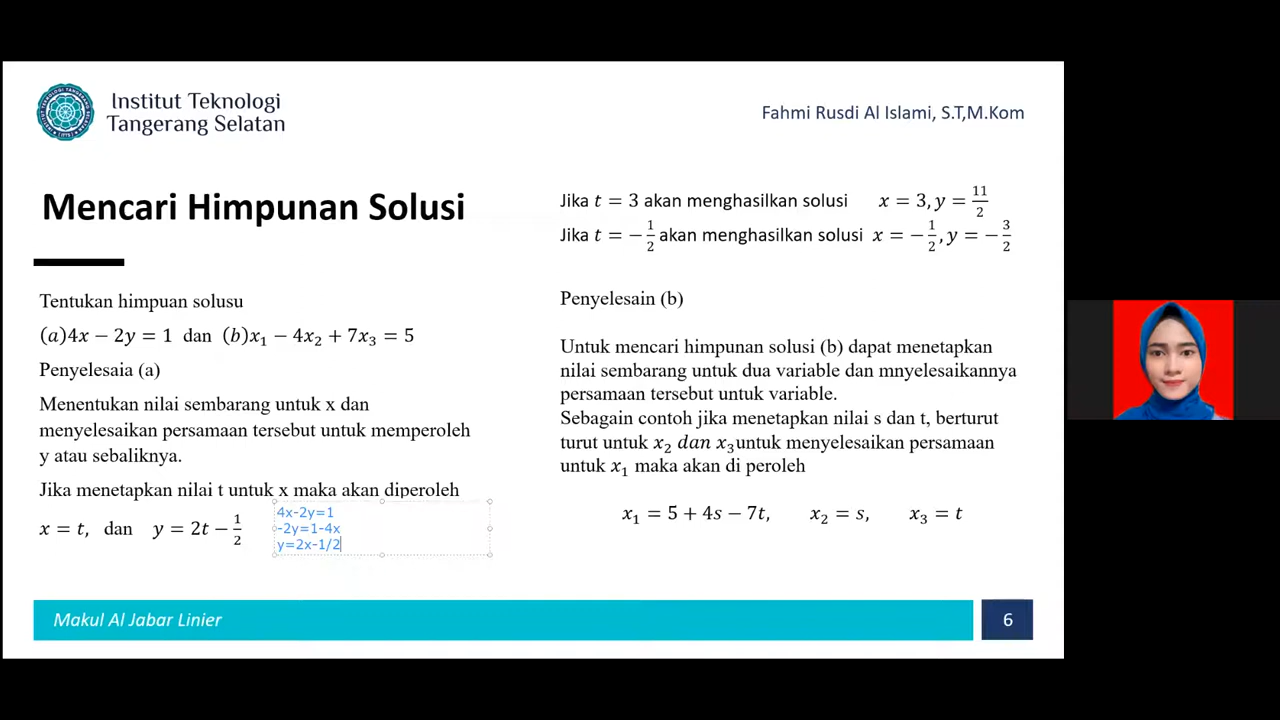 Institut Teknologi
Tangerang Selatan
Fahmi Rusdi Al Islami, S.T,M.Kom
Mencari Himpunan Solusi
Tentukan himpuan solusu
(a)4x − 2y = 1 dan (b)x₁ − 4x₂ + 7x₃ = 5
Penyelesaia (a)
Menentukan nilai sembarang untuk x dan
menyelesaikan persamaan tersebut untuk memperoleh
y atau sebaliknya.
Jika menetapkan nilai t untuk x maka akan diperoleh
x = t, dan y = 2t − 1/2
4x-2y=1
-2y=1-4x
y=2x-1/2
Jika t = 3 akan menghasilkan solusi x = 3, y = 11/2
Jika t = −1/2 akan menghasilkan solusi x = −1/2, y = −3/2
Penyelesain (b)
Untuk mencari himpunan solusi (b) dapat menetapkan
nilai sembarang untuk dua variable dan mnyelesaikannya
persamaan tersebut untuk variable.
Sebagain contoh jika menetapkan nilai s dan t, berturut
turut untuk x₂ dan x₃untuk menyelesaikan persamaan
untuk x₁ maka akan di peroleh
x₁ = 5 + 4s − 7t, x₂ = s, x₃ = t
Makul Al Jabar Linier
6